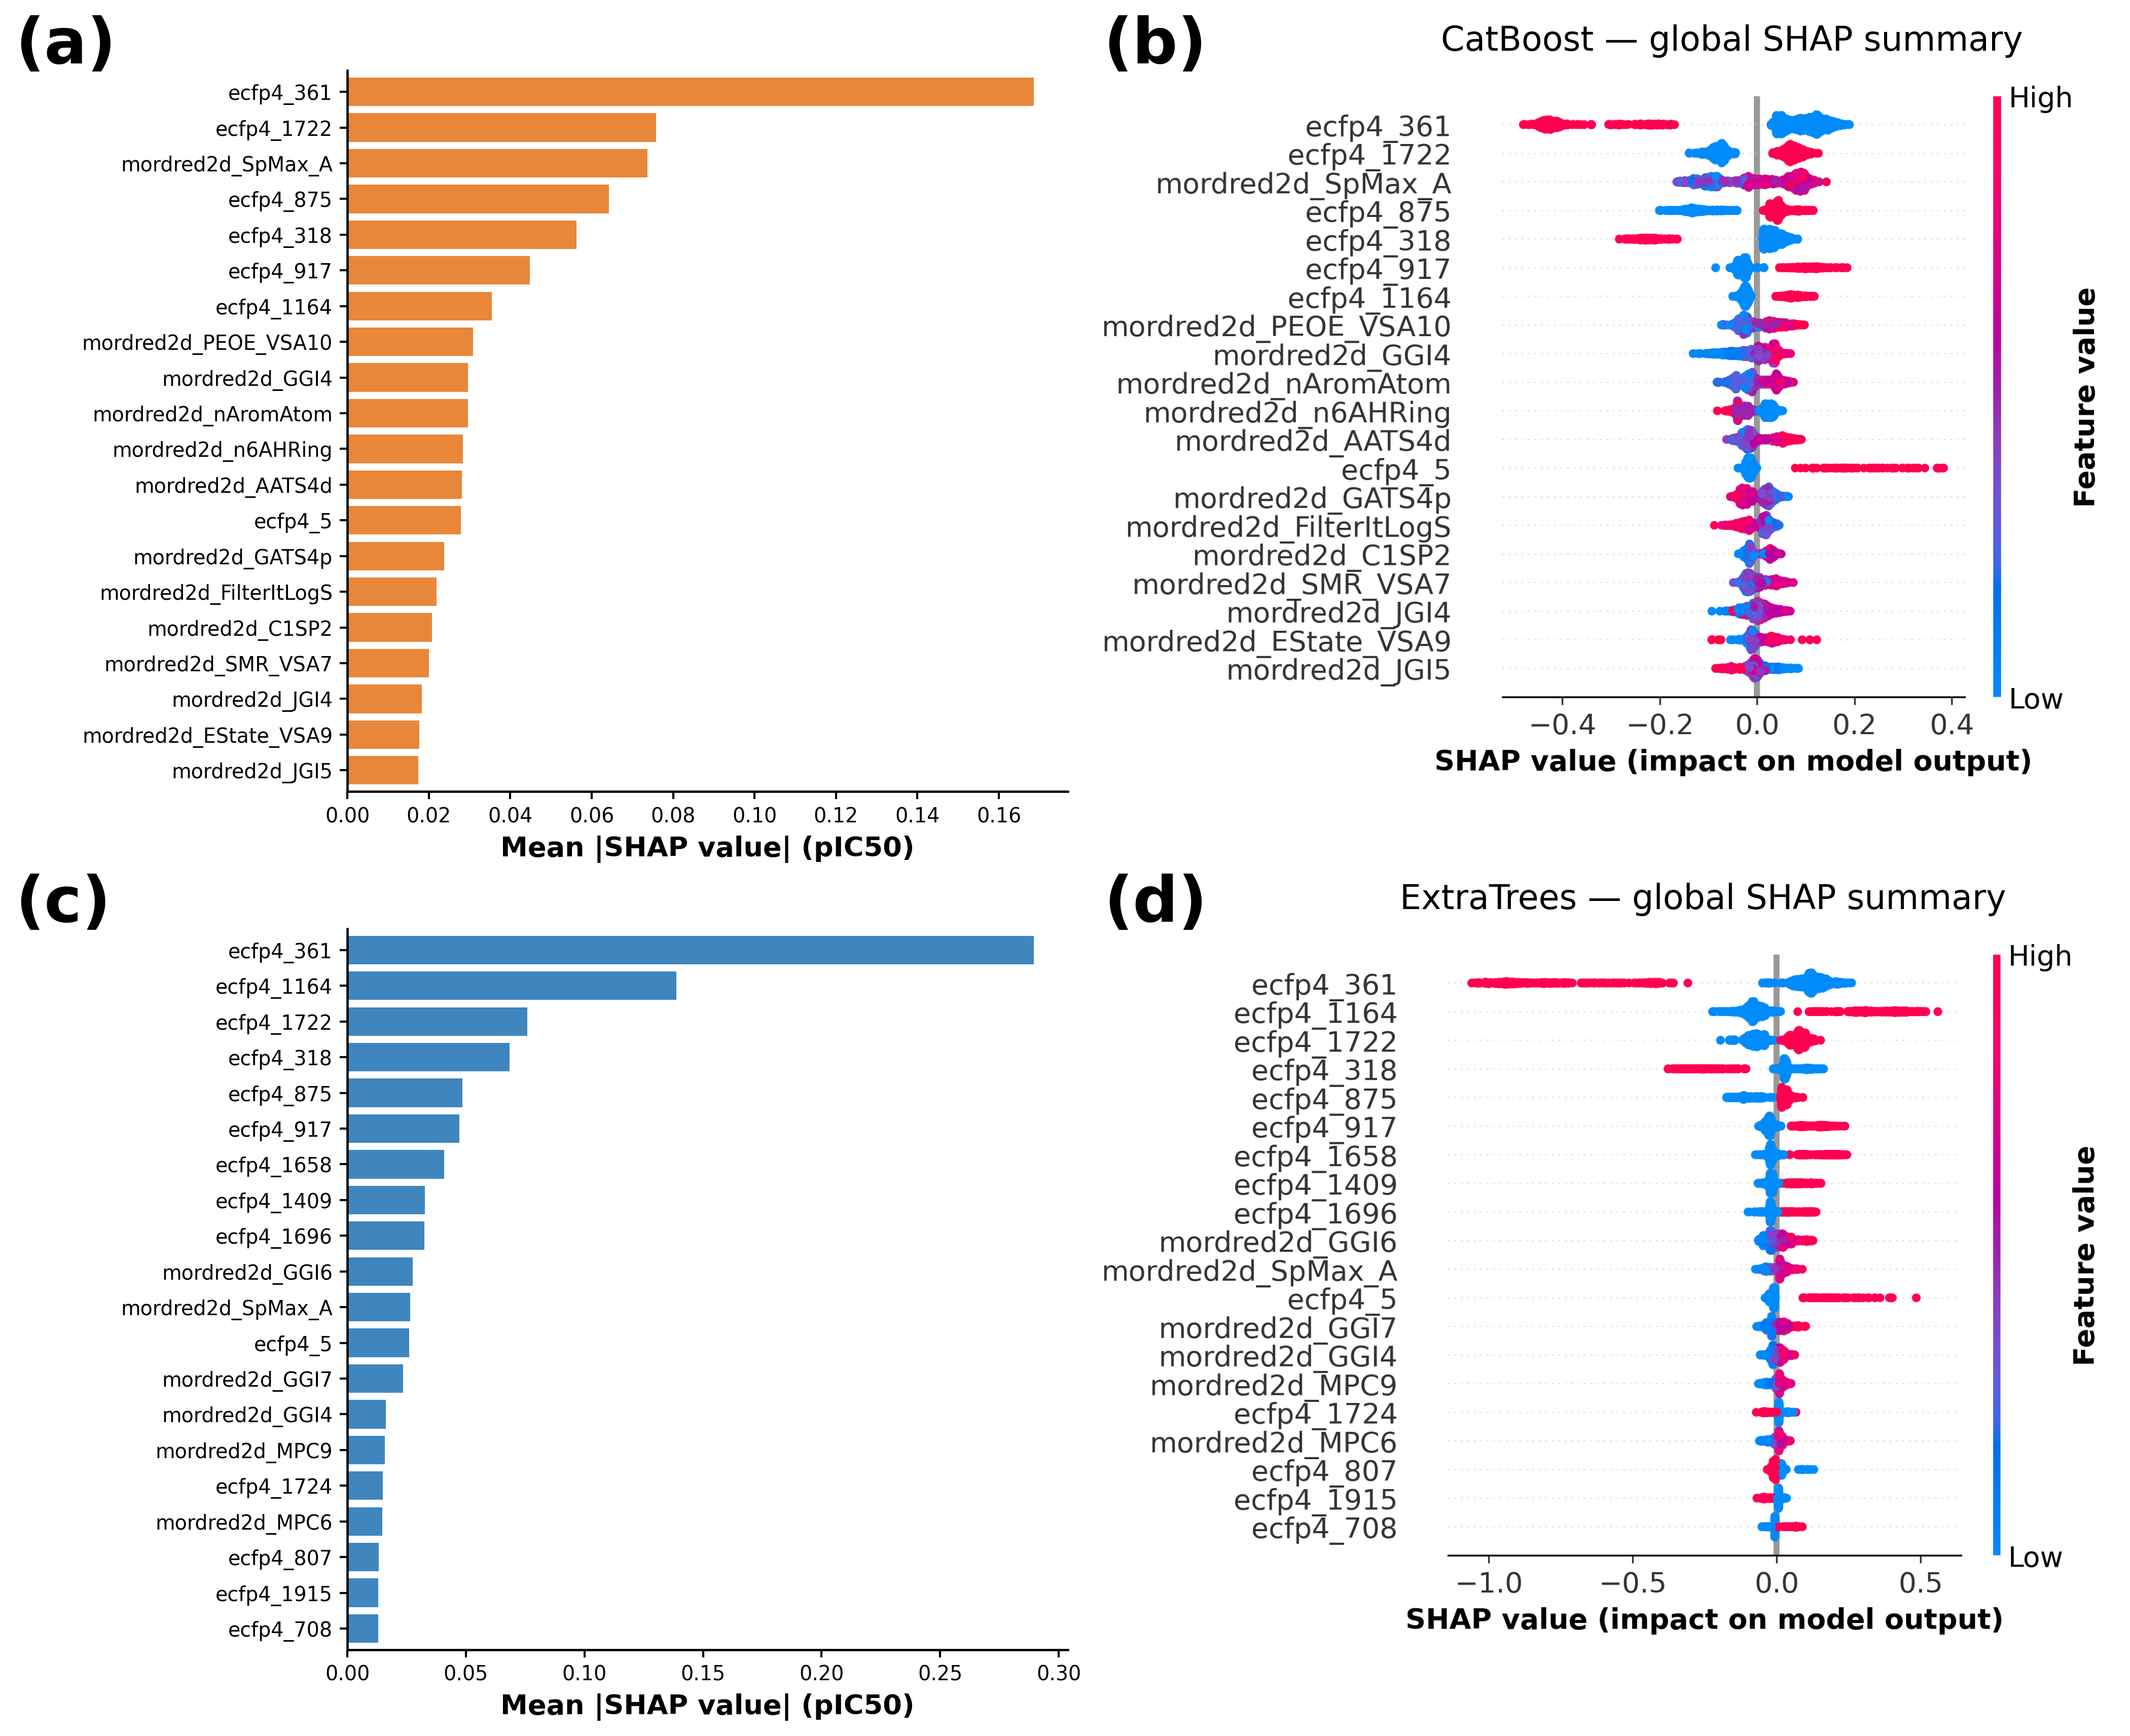 (a)
ecfp4_361
ecfp4_1722
mordred2d_SpMax_A
ecfp4_875
ecfp4_318
ecfp4_917
ecfp4_1164
mordred2d_PEOE_VSA10
mordred2d_GGI4
mordred2d_nAromAtom
mordred2d_n6AHRing
mordred2d_AATS4d
ecfp4_5
mordred2d_GATS4p
mordred2d_FilterItLogS
mordred2d_C1SP2
mordred2d_SMR_VSA7
mordred2d_JGI4
mordred2d_EState_VSA9
mordred2d_JGI5
0.00 0.02 0.04 0.06 0.08 0.10 0.12 0.14 0.16
Mean |SHAP value| (pIC50)
(b)
CatBoost — global SHAP summary
ecfp4_361
ecfp4_1722
mordred2d_SpMax_A
ecfp4_875
ecfp4_318
ecfp4_917
ecfp4_1164
mordred2d_PEOE_VSA10
mordred2d_GGI4
mordred2d_nAromAtom
mordred2d_n6AHRing
mordred2d_AATS4d
ecfp4_5
mordred2d_GATS4p
mordred2d_FilterItLogS
mordred2d_C1SP2
mordred2d_SMR_VSA7
mordred2d_JGI4
mordred2d_EState_VSA9
mordred2d_JGI5
−0.4 −0.2 0.0 0.2 0.4
SHAP value (impact on model output)
High
Feature value
Low
(c)
ecfp4_361
ecfp4_1164
ecfp4_1722
ecfp4_318
ecfp4_875
ecfp4_917
ecfp4_1658
ecfp4_1409
ecfp4_1696
mordred2d_GGI6
mordred2d_SpMax_A
ecfp4_5
mordred2d_GGI7
mordred2d_GGI4
mordred2d_MPC9
ecfp4_1724
mordred2d_MPC6
ecfp4_807
ecfp4_1915
ecfp4_708
0.00 0.05 0.10 0.15 0.20 0.25 0.30
Mean |SHAP value| (pIC50)
(d)
ExtraTrees — global SHAP summary
ecfp4_361
ecfp4_1164
ecfp4_1722
ecfp4_318
ecfp4_875
ecfp4_917
ecfp4_1658
ecfp4_1409
ecfp4_1696
mordred2d_GGI6
mordred2d_SpMax_A
ecfp4_5
mordred2d_GGI7
mordred2d_GGI4
mordred2d_MPC9
ecfp4_1724
mordred2d_MPC6
ecfp4_807
ecfp4_1915
ecfp4_708
−1.0 −0.5 0.0 0.5
SHAP value (impact on model output)
High
Feature value
Low